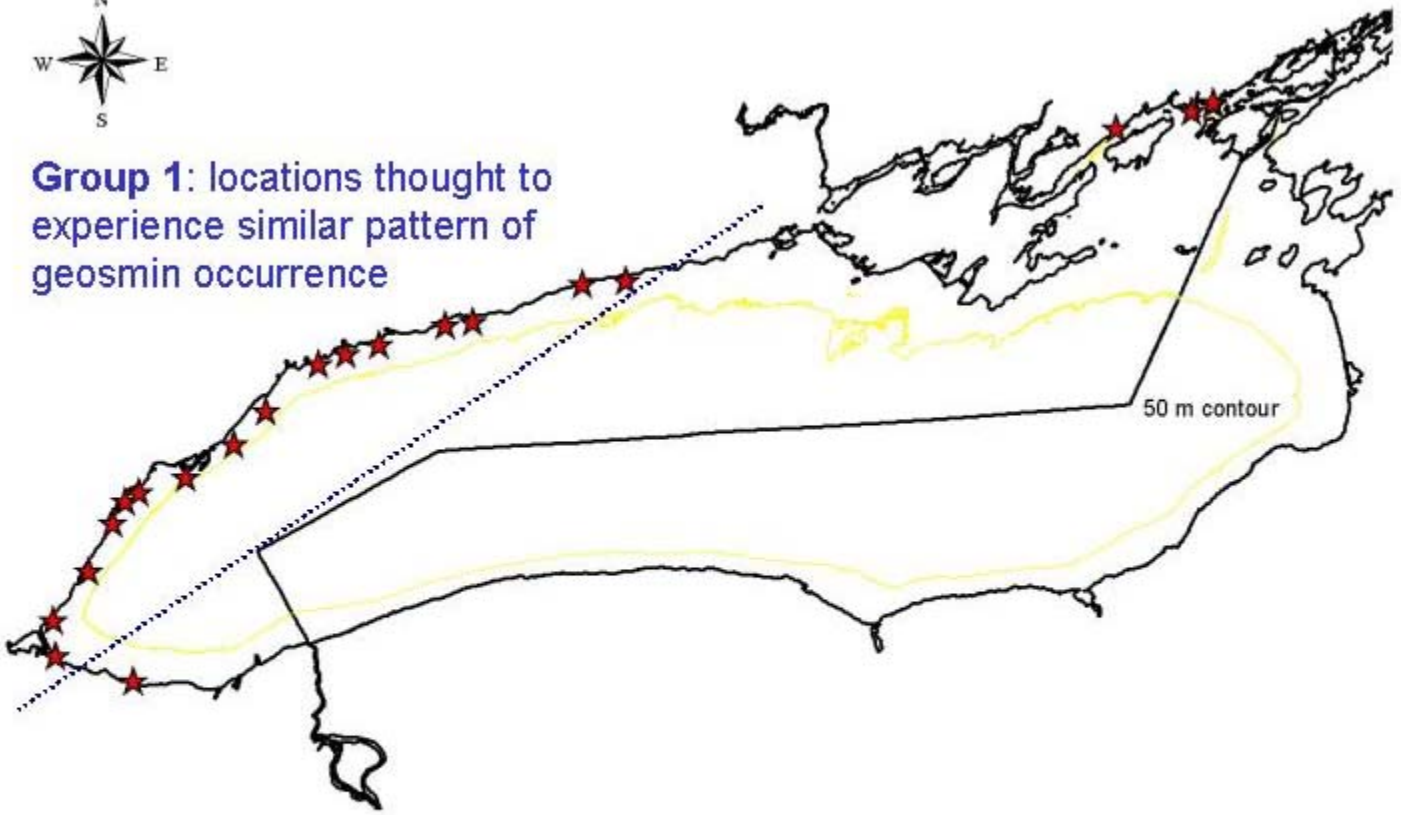 N
W E
S
Group 1: locations thought to
experience similar pattern of
geosmin occurrence
50 m contour